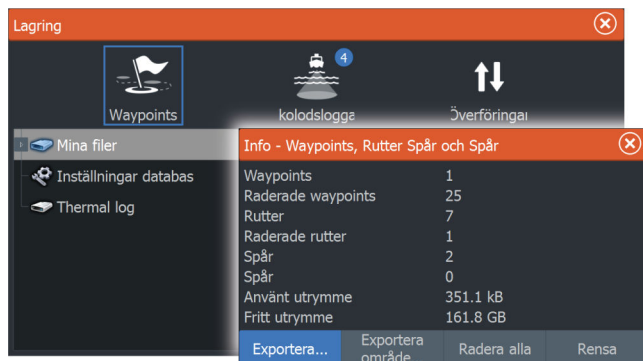 Lagring
4
Waypoints
kolodslogga
Överföringar
Mina filer
Inställningar databas
Thermal log
Info - Waypoints, Rutter Spår och Spår
Waypoints 1
Raderade waypoints 25
Rutter 7
Raderade rutter 1
Spår 2
Spår 0
Använt utrymme 351.1 kB
Fritt utrymme 161.8 GB
Exportera...
Exportera
område
Radera alla
Rensa